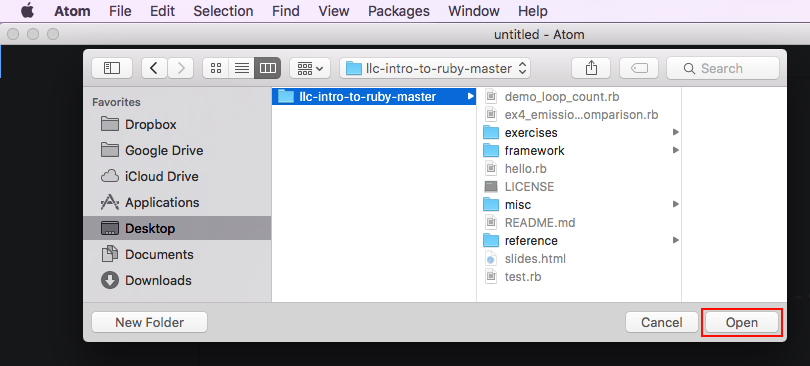 Atom File Edit Selection Find View Packages Window Help
untitled - Atom
llc-intro-to-ruby-master
Search
Favorites
Dropbox
Google Drive
iCloud Drive
Applications
Desktop
Documents
Downloads
llc-intro-to-ruby-master
demo_loop_count.rb
ex4_emissio...omparison.rb
exercises
framework
hello.rb
LICENSE
misc
README.md
reference
slides.html
test.rb
New Folder
Cancel
Open